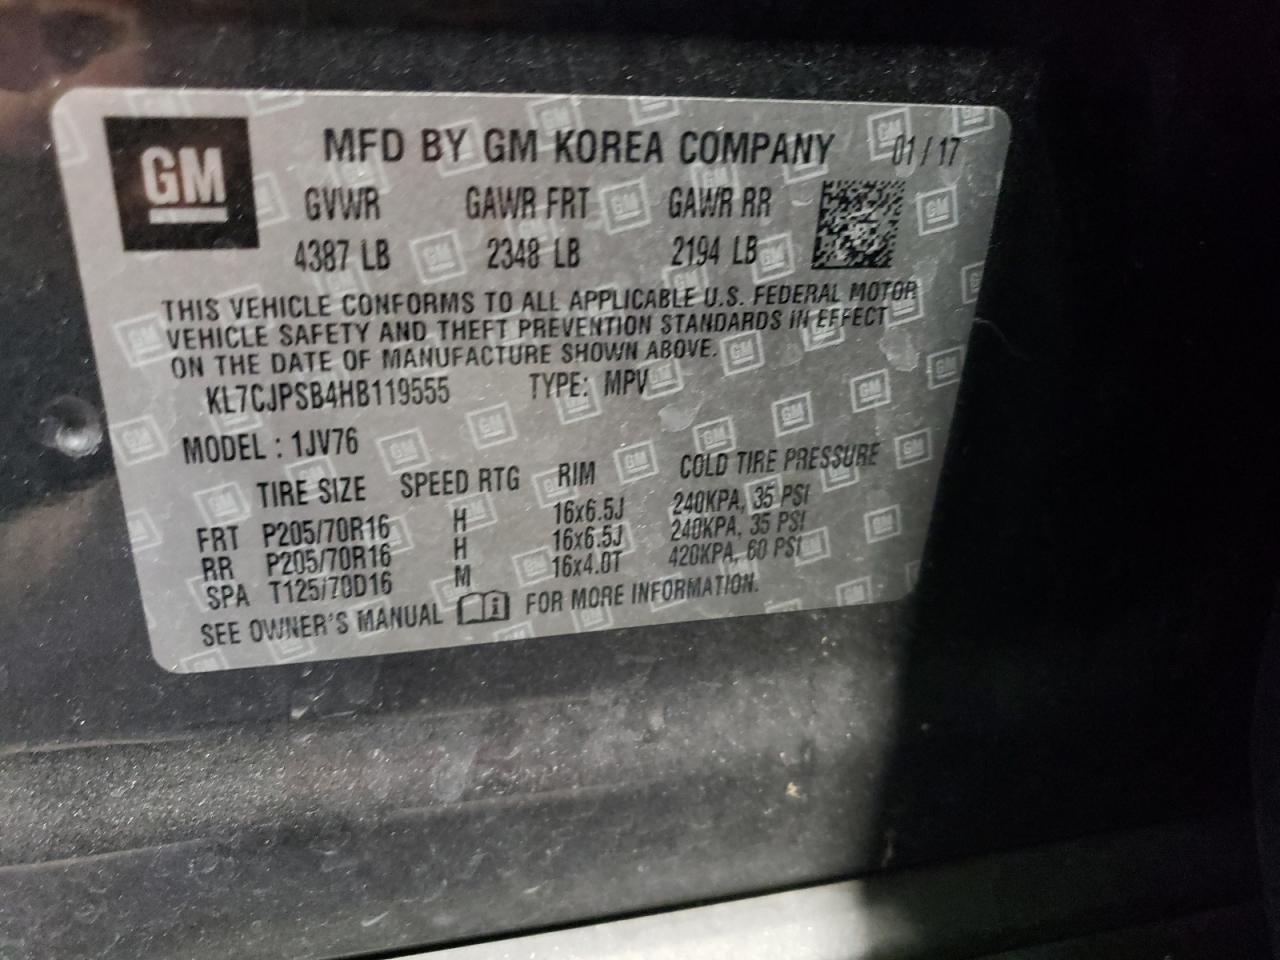 GM
MFD BY GM KOREA COMPANY 01/17
GVWR GAWR FRT GAWR RR
4387 LB 2348 LB 2194 LB
THIS VEHICLE CONFORMS TO ALL APPLICABLE U.S. FEDERAL MOTOR
VEHICLE SAFETY AND THEFT PREVENTION STANDARDS IN EFFECT
ON THE DATE OF MANUFACTURE SHOWN ABOVE.
KL7CJPSB4HB119555 TYPE: MPV
MODEL : 1JV76
TIRE SIZE SPEED RTG RIM COLD TIRE PRESSURE
FRT P205/70R16 H 16x6.5J 240KPA, 35 PSI
RR P205/70R16 H 16x6.5J 240KPA, 35 PSI
SPA T125/70D16 M 16x4.0T 420KPA, 60 PSI
SEE OWNER'S MANUAL i FOR MORE INFORMATION.